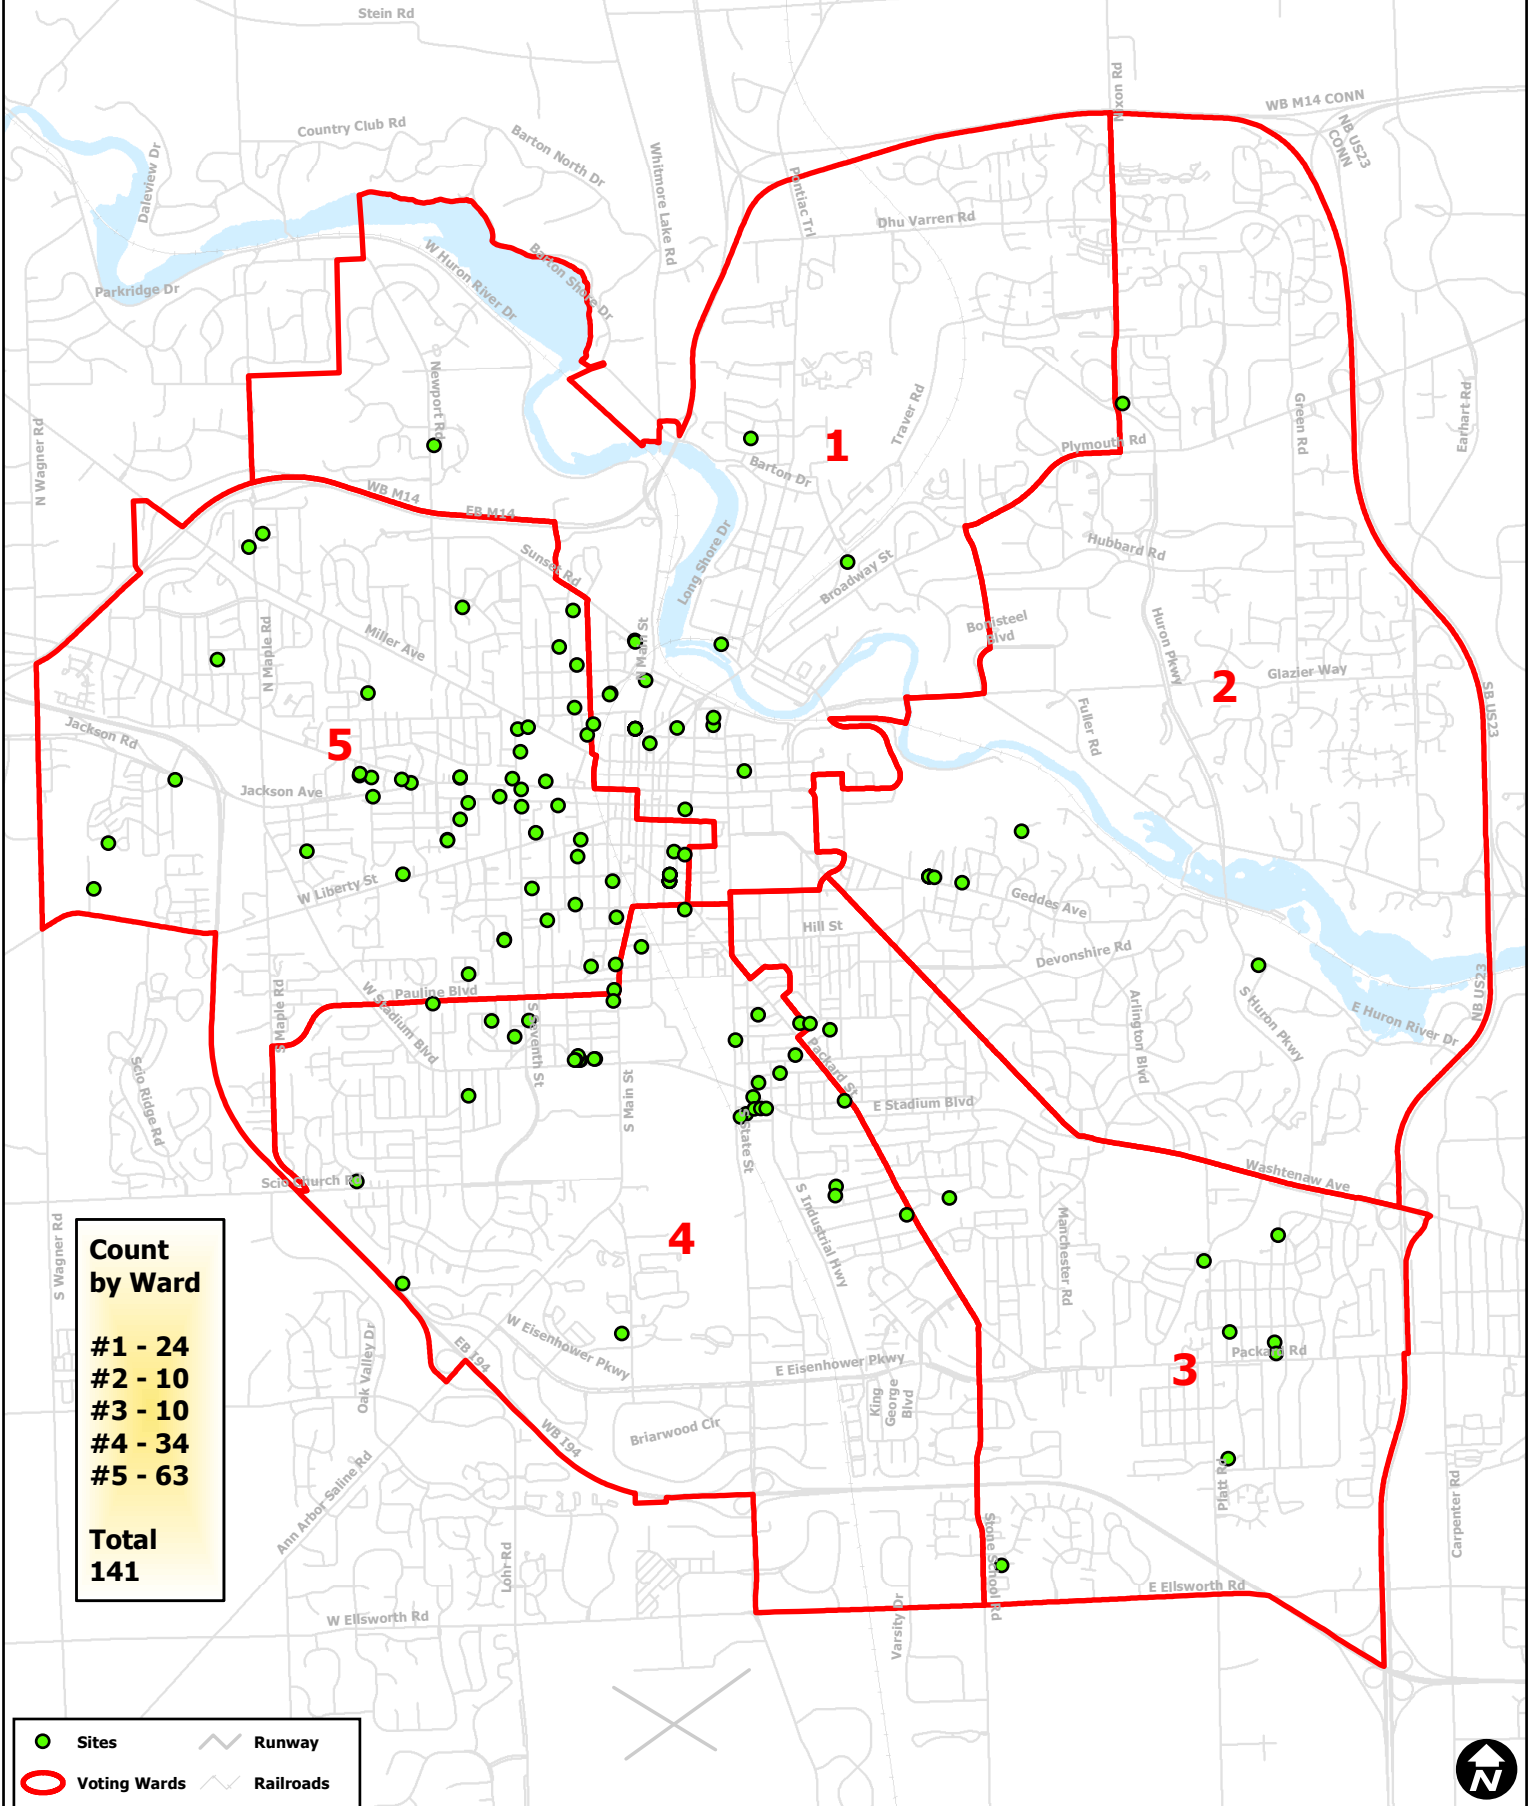 Stein Rd
Nixon Rd
WB M14 CONN
NB US23
CONN
Country Club Rd
Barton North Dr
Daleview Dr
Whitmore Lake Rd
Pontiac Trl
Dhu Varren Rd
W Huron River Dr
Barton Shore Dr
Parkridge Dr
Newport Rd
Traver Rd
Green Rd
Earhart Rd
N Wagner Rd
1
Plymouth Rd
Barton Dr
WB M14
EB M14
Sunset Rd
Long Shore Dr
Broadway St
Hubbard Rd
Bonisteel
Blvd
Huron Pkwy
N Maple Rd
Miller Ave
N Main St
Glazier Way
2
SB US23
Jackson Rd
5
Fuller Rd
Jackson Ave
W Liberty St
Geddes Ave
Hill St
Devonshire Rd
S Maple Rd
Pauline Blvd
W Stadium Blvd
S Seventh St
S Huron Pkwy
E Huron River Dr
NB US23
Arlington Blvd
Packard St
Scio Ridge Rd
S Main St
E Stadium Blvd
S State St
Scio Church Rd
Washtenaw Ave
S Industrial Hwy
Manchester Rd
S Wagner Rd
4
Count
by Ward
#1 - 24
#2 - 10
#3 - 10
#4 - 34
#5 - 63
Total
141
Oak Valley Dr
EB I94
W Eisenhower Pkwy
E Eisenhower Pkwy
Packard Rd
3
King
George
Blvd
WB I94
Briarwood Cir
Ann Arbor Saline Rd
Platt Rd
Carpenter Rd
Lohr Rd
Stone School Rd
E Ellsworth Rd
W Ellsworth Rd
Varsity Dr
Sites
Runway
Voting Wards
Railroads
N